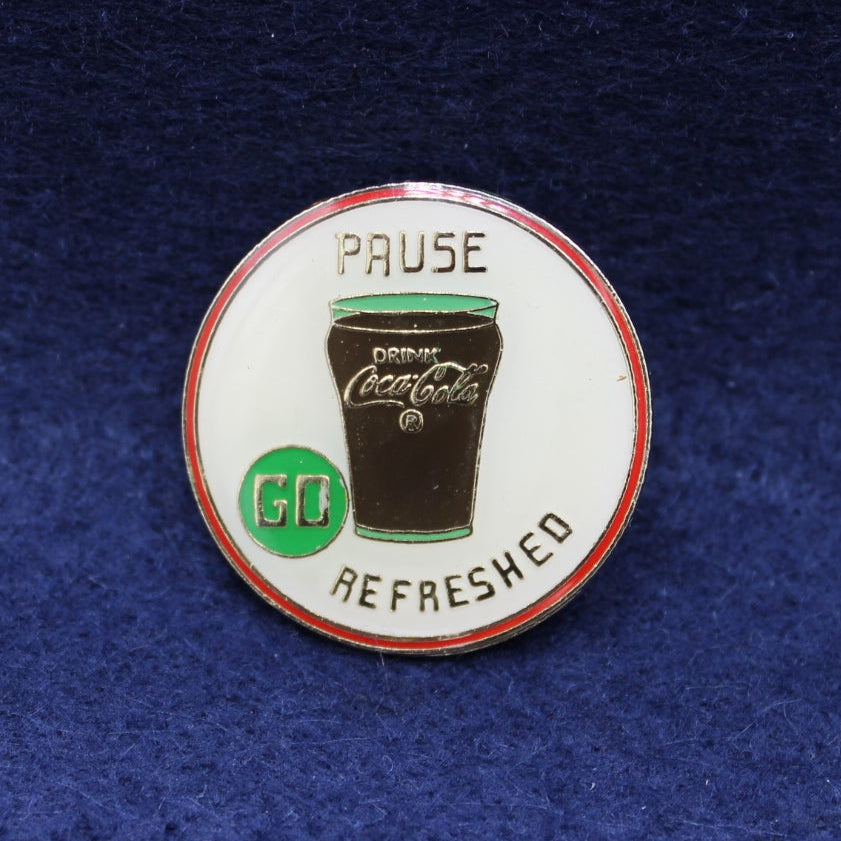 PAUSE
DRINK
Coca-Cola
®
GO
REFRESHED